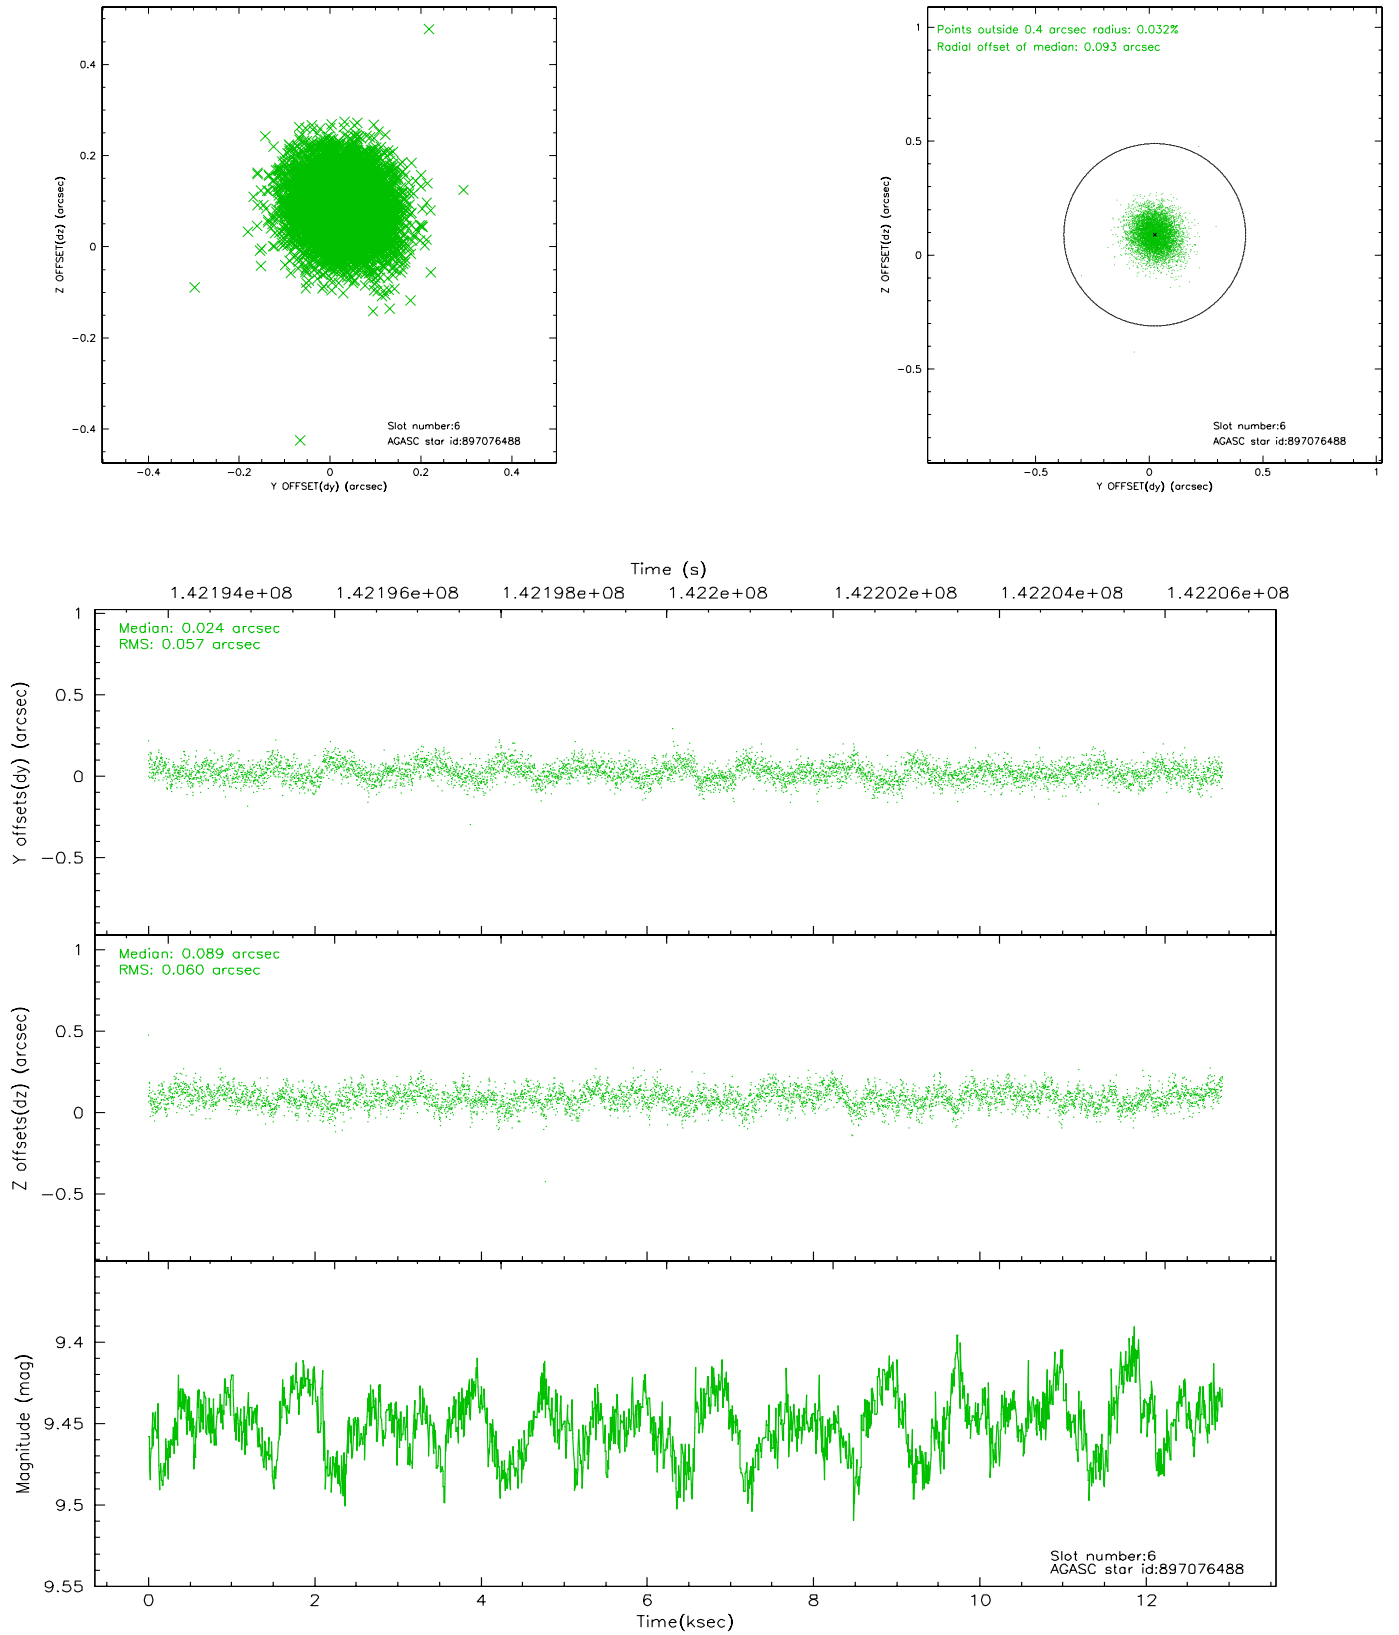 0.4
0.2
0
-0.2
-0.4
Z OFFSET(dz) (arcsec)
Slot number:6
AGASC star id:897076488
-0.4 -0.2 0 0.2 0.4
Y OFFSET(dy) (arcsec)
Points outside 0.4 arcsec radius: 0.032%
Radial offset of median: 0.093 arcsec
1
0.5
0
-0.5
Z OFFSET(dz) (arcsec)
Slot number:6
AGASC star id:897076488
-0.5 0 0.5 1
Y OFFSET(dy) (arcsec)
Time (s)
1.42194e+08 1.42196e+08 1.42198e+08 1.422e+08 1.42202e+08 1.42204e+08 1.42206e+08
Median: 0.024 arcsec
RMS: 0.057 arcsec
1
0.5
0
-0.5
Y offsets(dy) (arcsec)
Median: 0.089 arcsec
RMS: 0.060 arcsec
1
0.5
0
-0.5
Z offsets(dz) (arcsec)
9.4
9.45
9.5
9.55
Magnitude (mag)
Slot number:6
AGASC star id:897076488
0 2 4 6 8 10 12
Time(ksec)